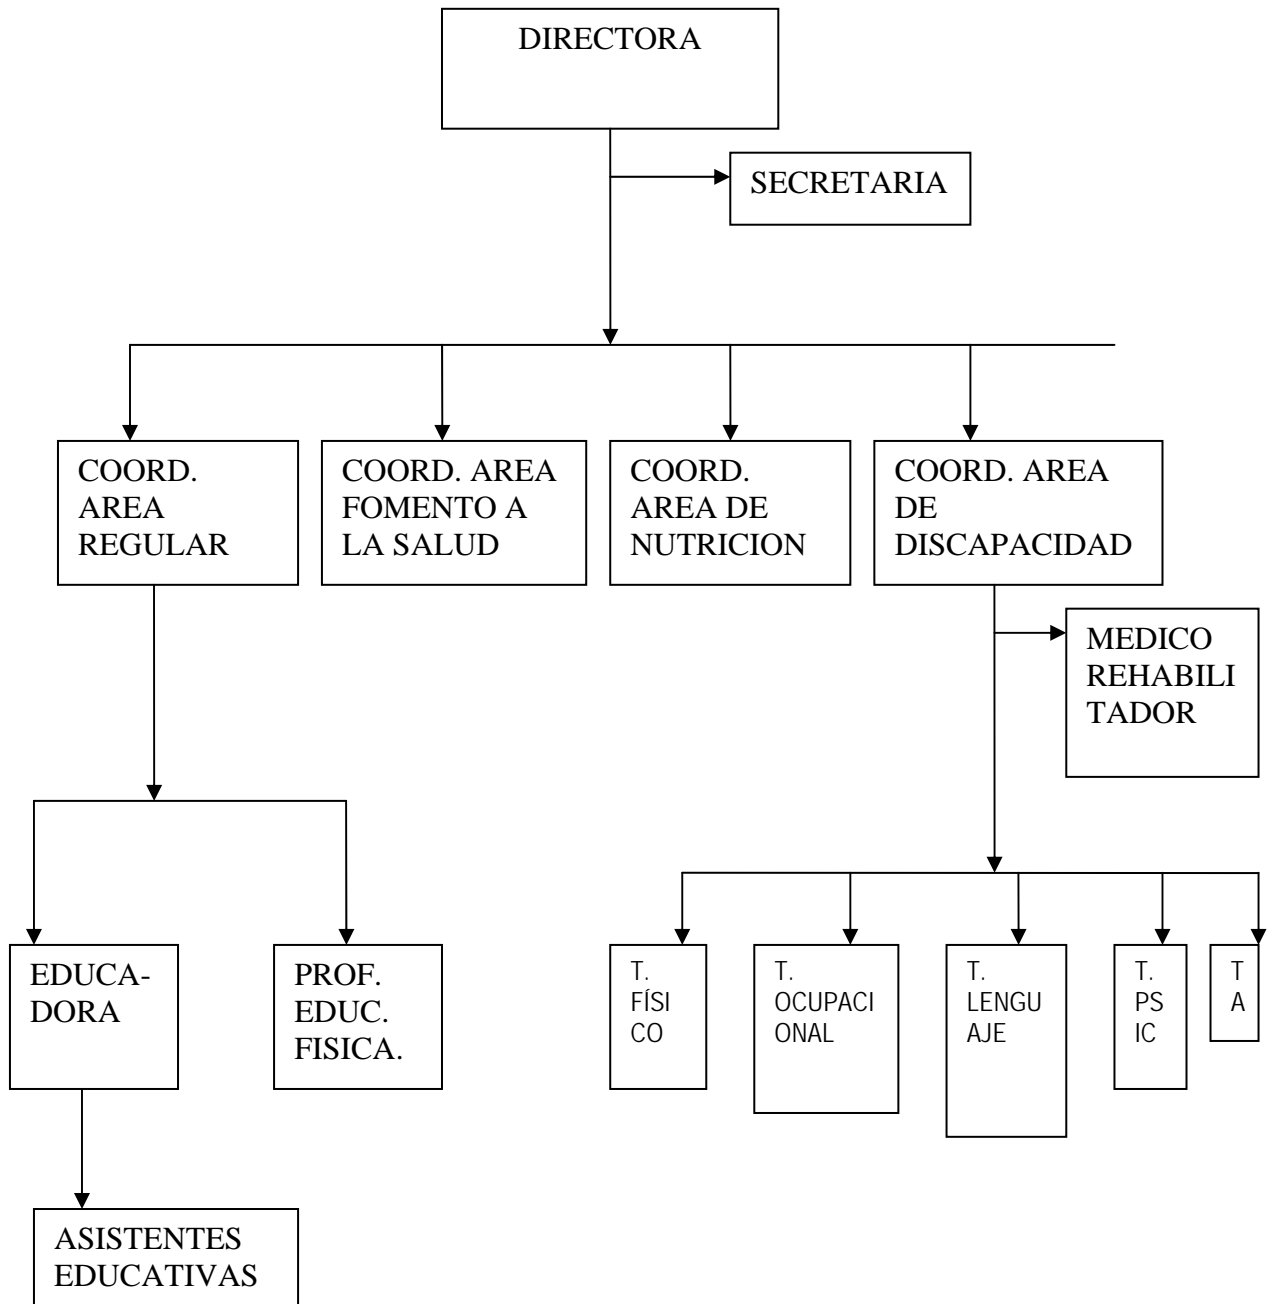 DIRECTORA
SECRETARIA
COORD.
AREA
REGULAR
COORD. AREA
FOMENTO A
LA SALUD
COORD.
AREA DE
NUTRICION
COORD. AREA
DE
DISCAPACIDAD
MEDICO
REHABILI
TADOR
EDUCA-
DORA
PROF.
EDUC.
FISICA.
T.
FÍSI
CO
T.
OCUPACI
ONAL
T.
LENGU
AJE
T.
PS
IC
T
A
ASISTENTES
EDUCATIVAS